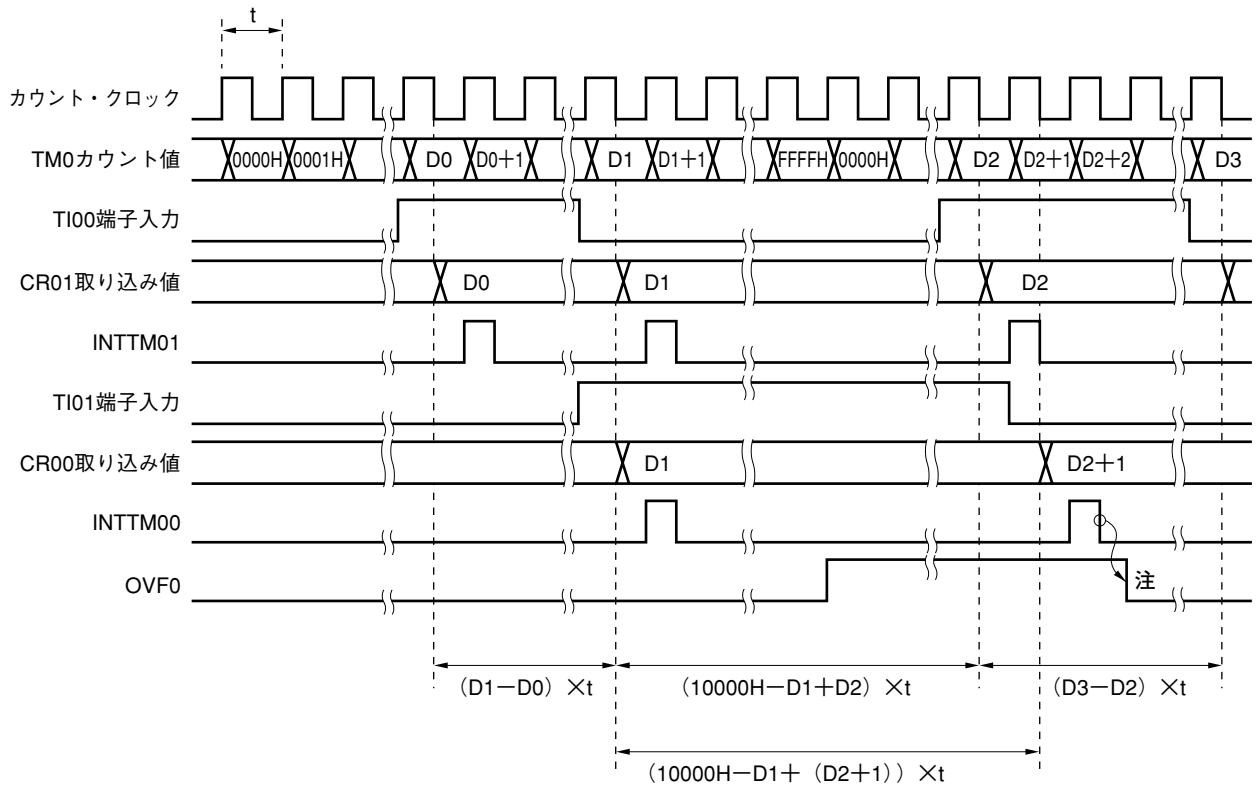 t
カウント・クロック
TM0カウント値 0000H 0001H D0 D0+1 D1 D1+1 FFFFH 0000H D2 D2+1 D2+2 D3
TI00端子入力
CR01取り込み値 D0 D1 D2
INTTM01
TI01端子入力
CR00取り込み値 D1 D2+1
INTTM00
OVF0 注
(D1－D0) ×t (10000H－D1+D2) ×t (D3－D2) ×t
(10000H－D1+ (D2+1)) ×t